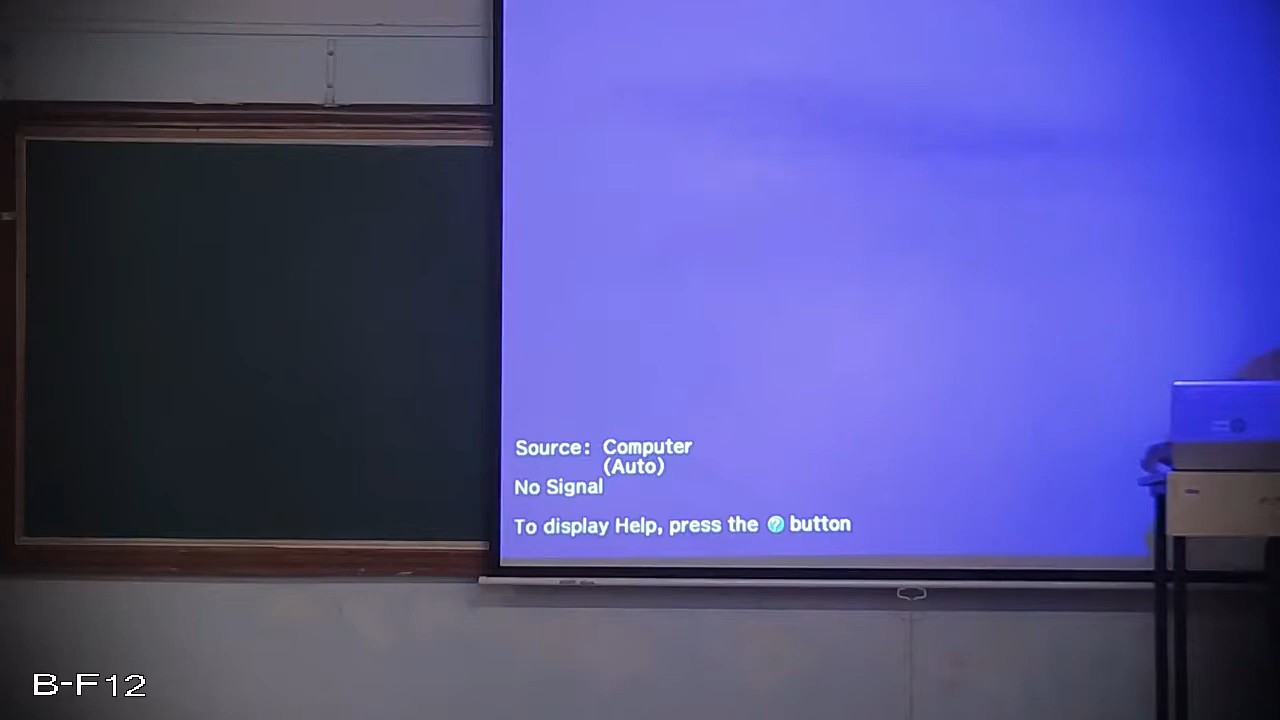 Source: Computer
(Auto)
No Signal
To display Help, press the ? button
B-F12